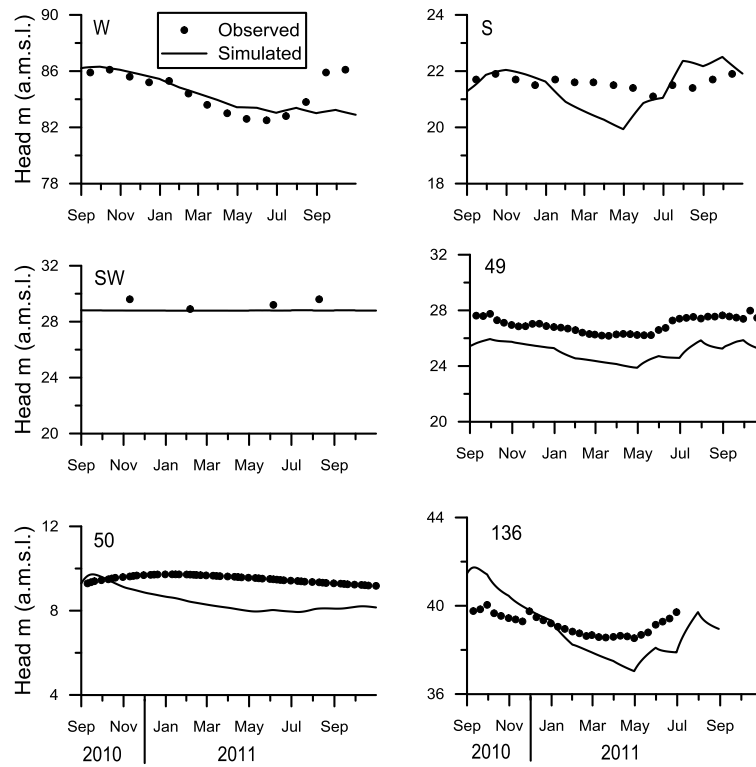 W
Observed
Simulated
Head m (a.m.s.l.)
90
86
82
78
Sep Nov Jan Mar May Jul Sep
S
24
22
20
18
Sep Nov Jan Mar May Jul Sep
SW
Head m (a.m.s.l.)
32
28
24
20
Sep Nov Jan Mar May Jul Sep
49
32
28
24
20
Sep Nov Jan Mar May Jul Sep
50
Head m (a.m.s.l.)
12
8
4
Sep Nov Jan Mar May Jul Sep
2010 2011
136
44
40
36
Sep Nov Jan Mar May Jul Sep
2010 2011